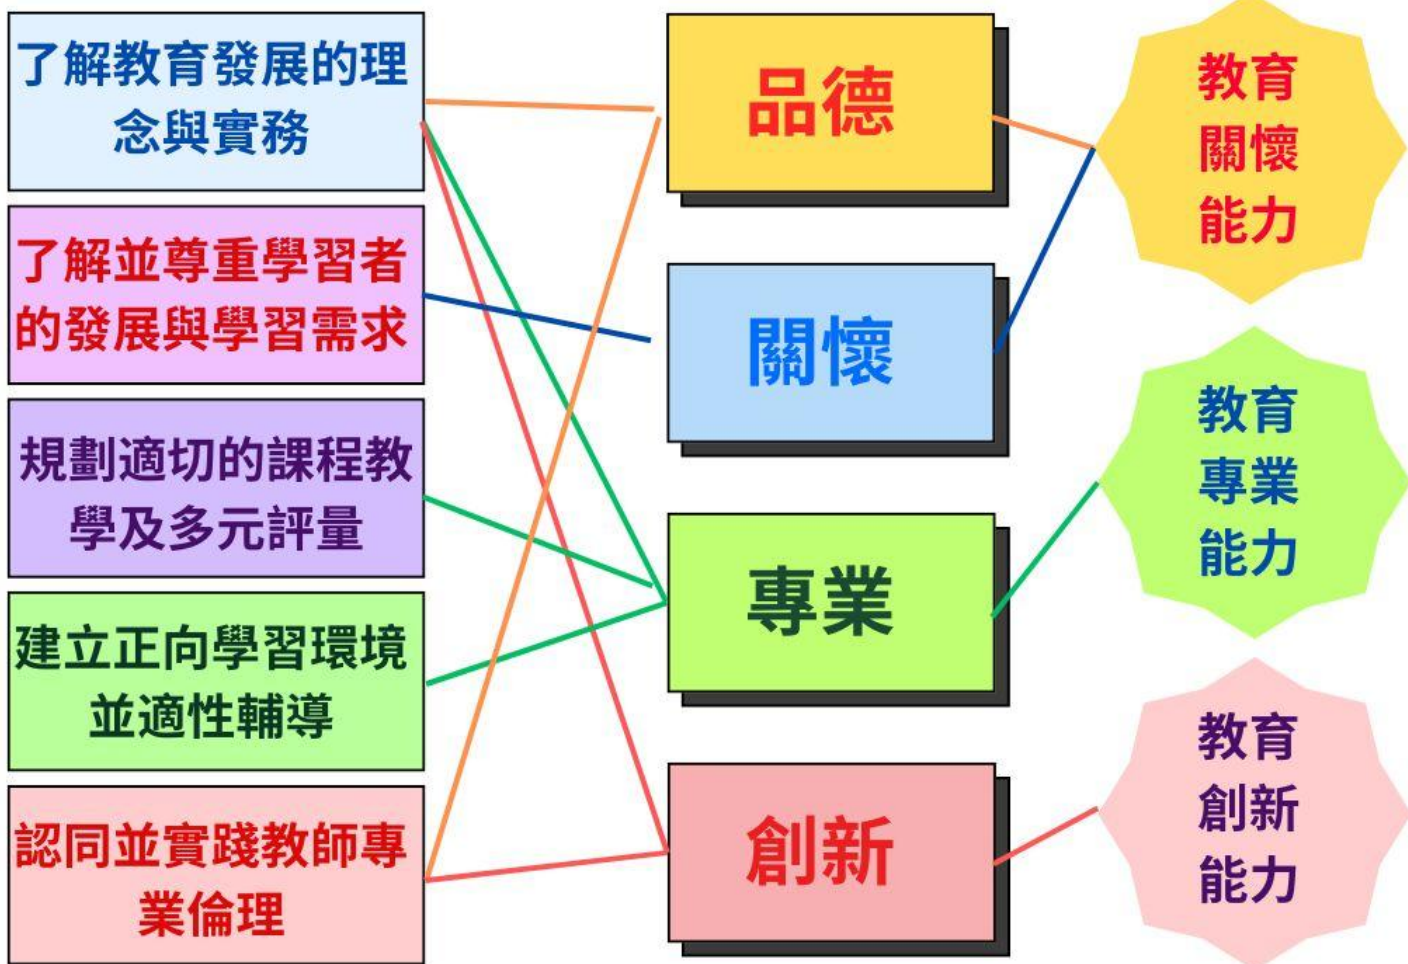 了解教育發展的理
念與實務
了解並尊重學習者
的發展與學習需求
規劃適切的課程教
學及多元評量
建立正向學習環境
並適性輔導
認同並實踐教師專
業倫理
品德
關懷
專業
創新
教育
關懷
能力
教育
專業
能力
教育
創新
能力